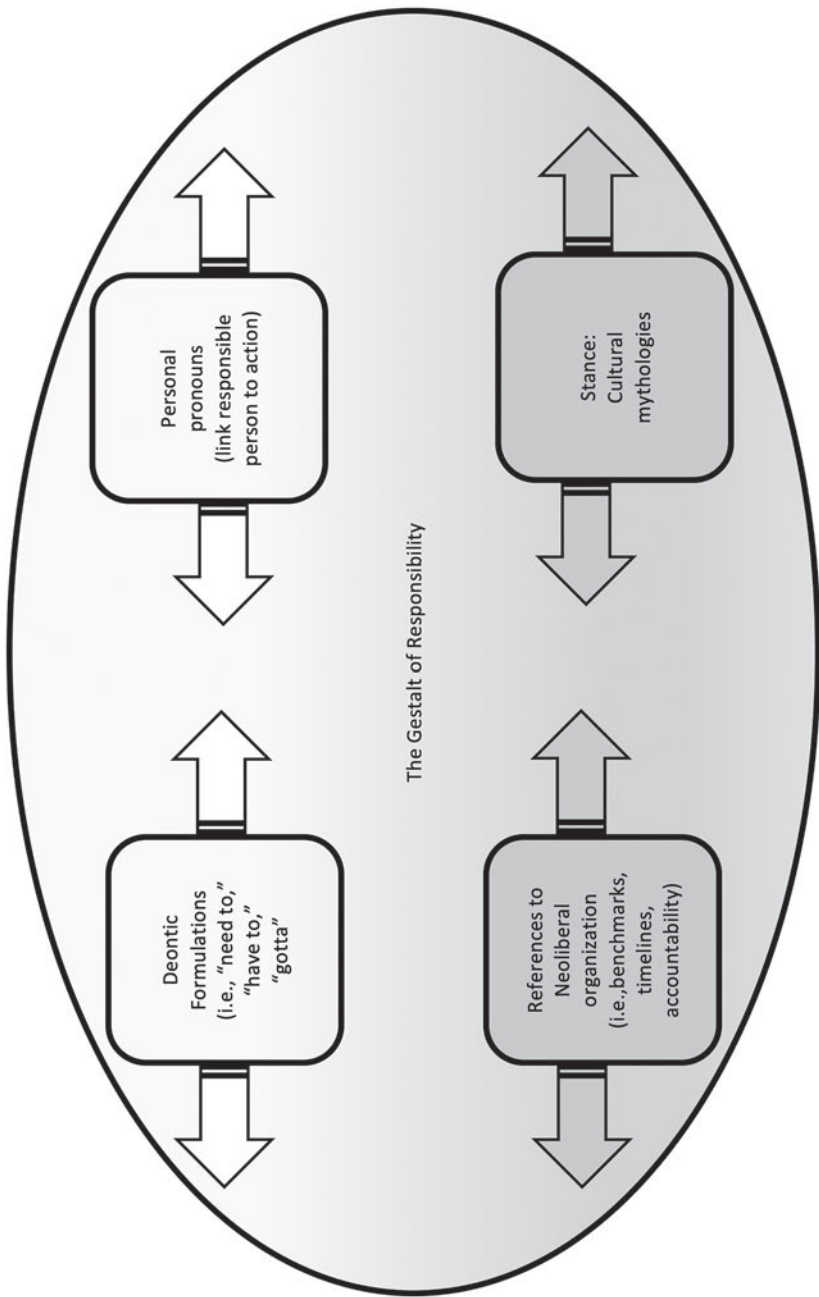 Deontic
Formulations
(i.e., “need to,”
“have to,”
“gotta”
Personal
pronouns
(link responsible
person to action)
The Gestalt of Responsibility
References to
Neoliberal
organization
(i.e.,benchmarks,
timelines,
accountability)
Stance:
Cultural
mythologies